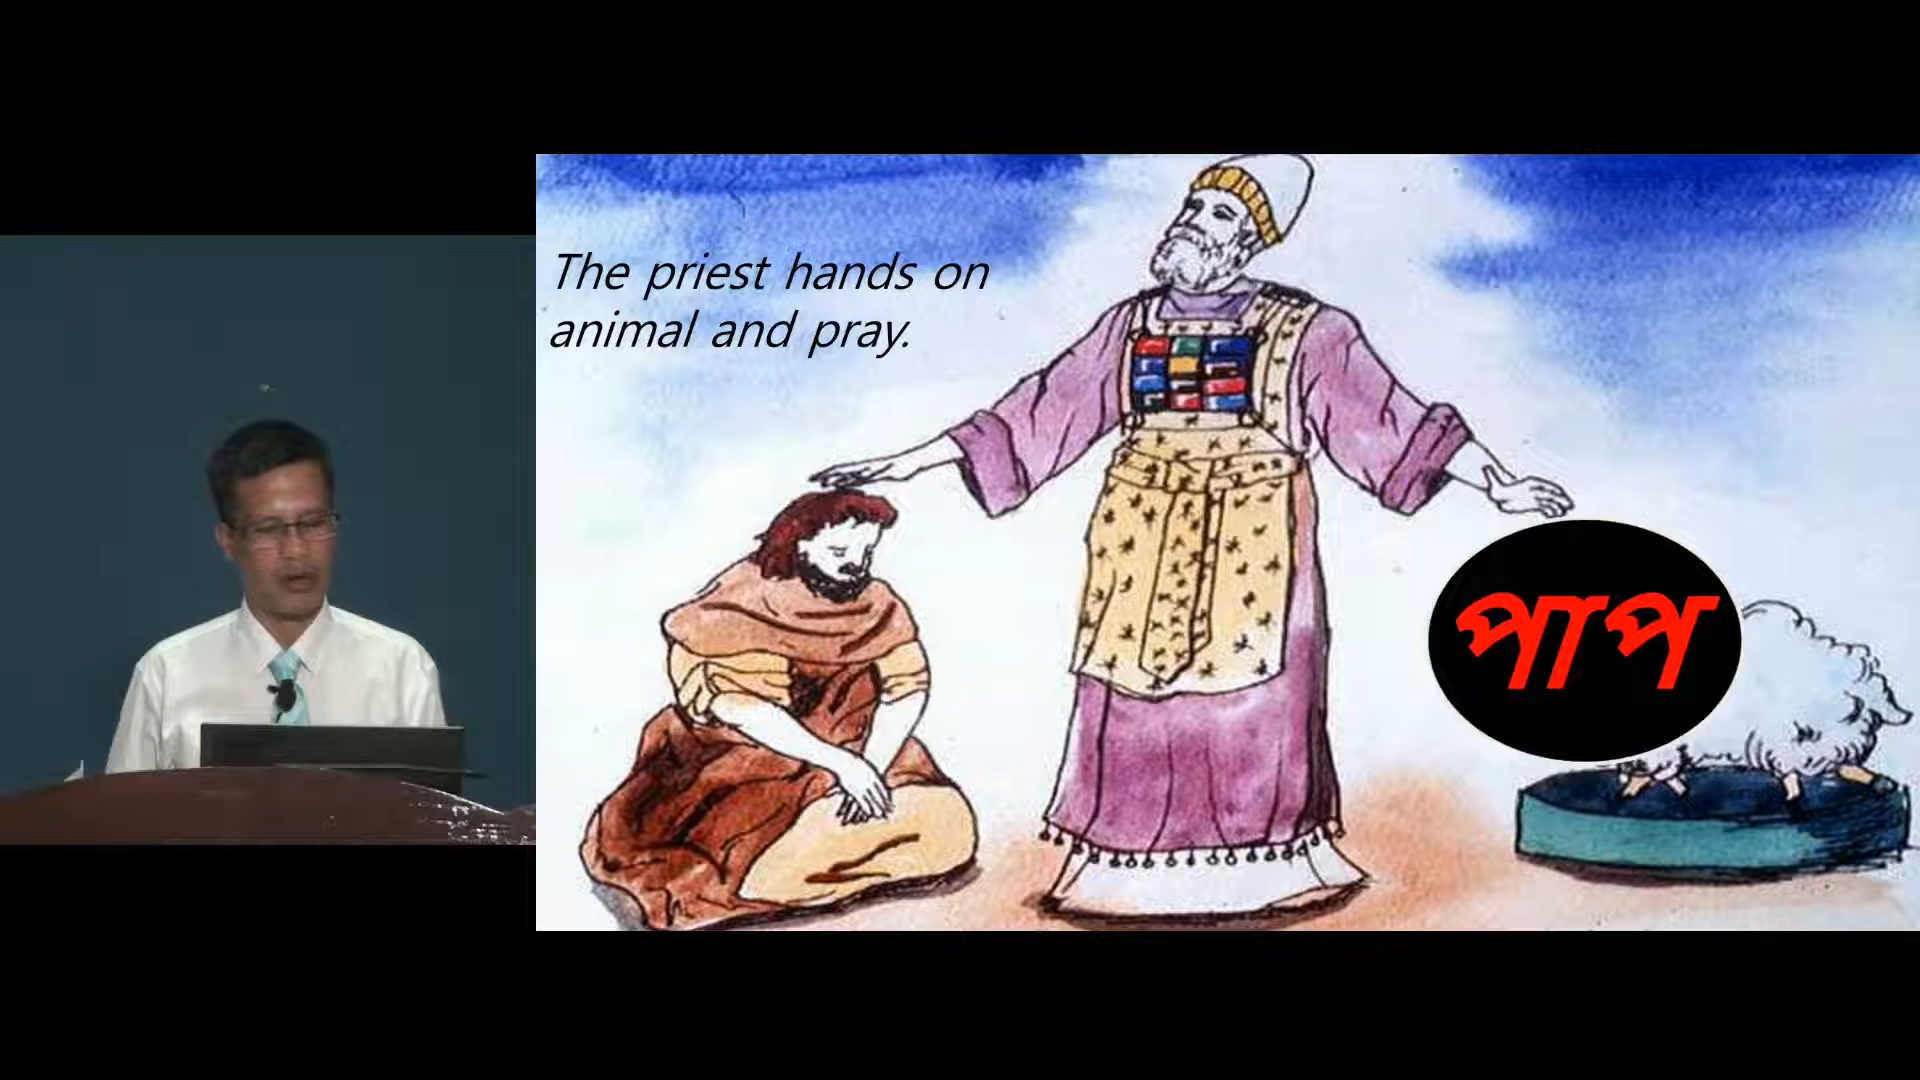 The priest hands on
animal and pray.
পাপ